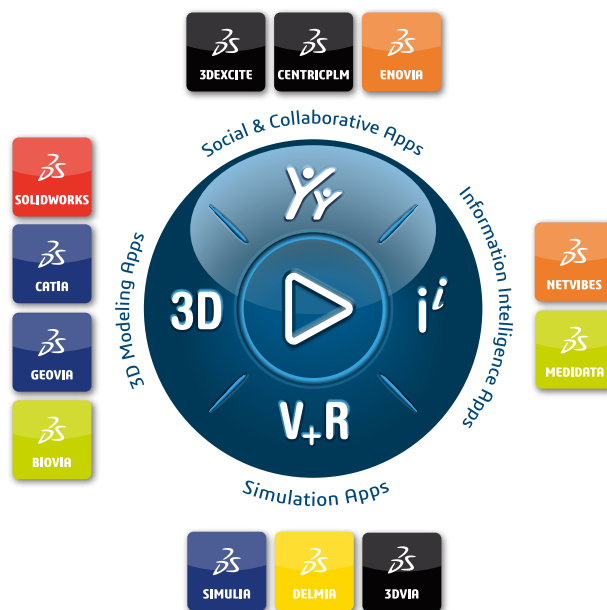 3DEXCITE
CENTRICPLM
ENOVIA
Social & Collaborative Apps
SOLIDWORKS
CATIA
GEOVIA
BIOVIA
3D Modeling Apps
3D
i i
V+R
Information Intelligence Apps
NETVIBES
MEDIDATA
Simulation Apps
SIMULIA
DELMIA
3DVIA